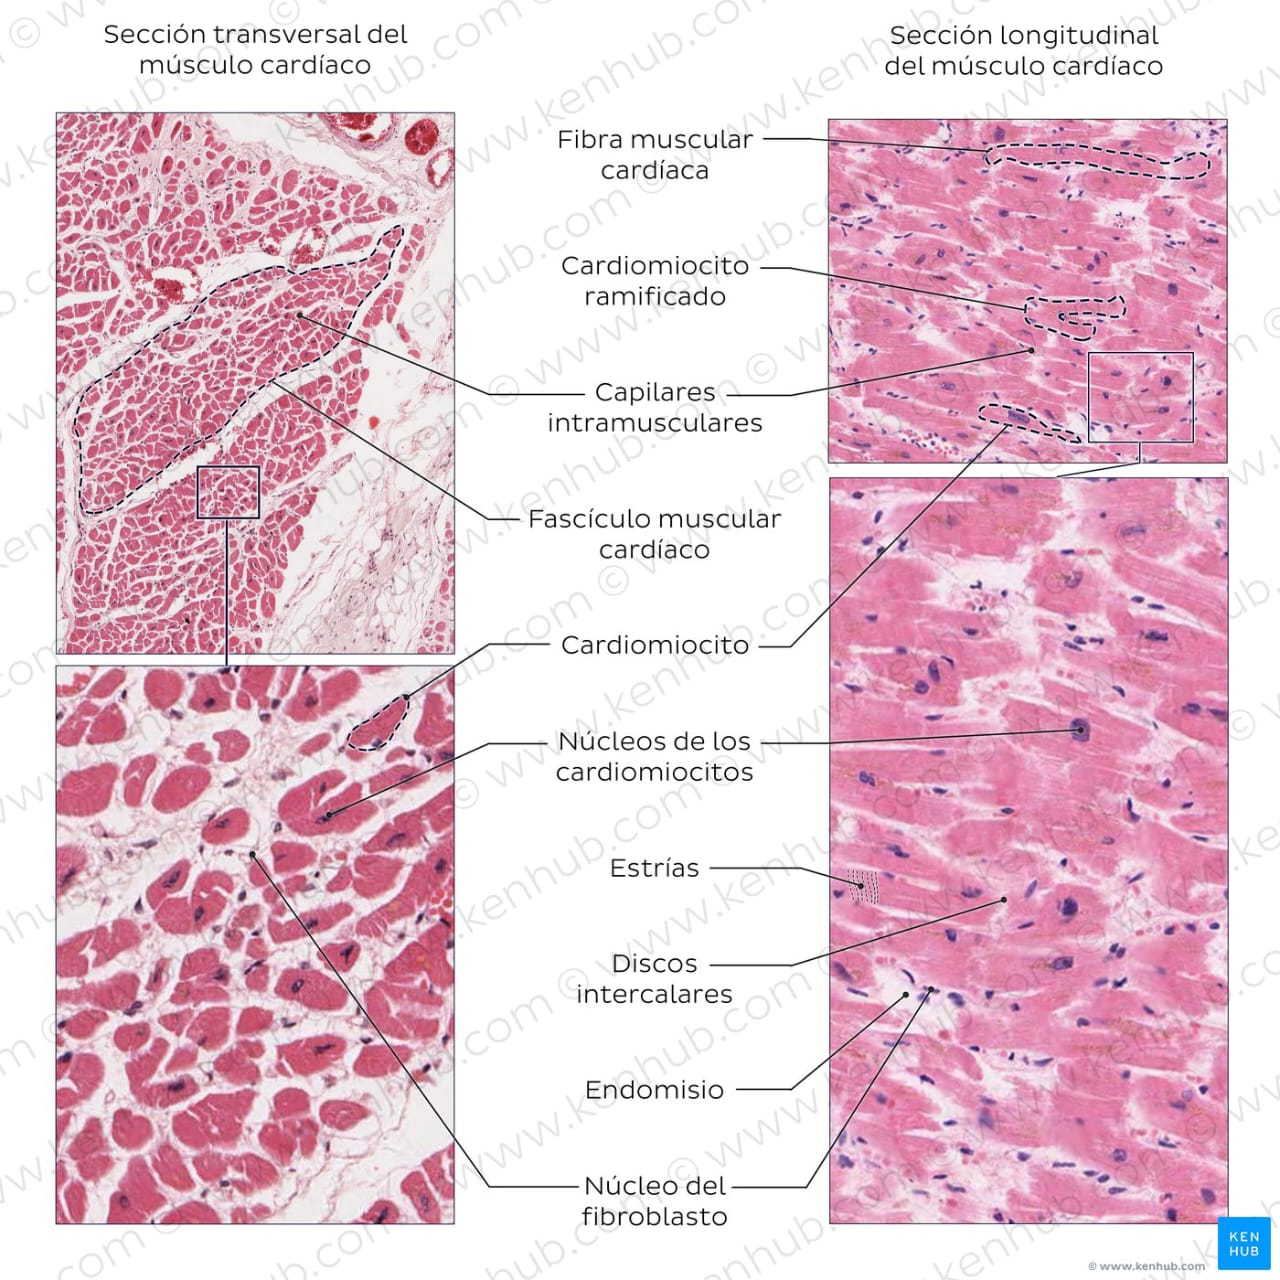 Sección transversal del
músculo cardíaco
Sección longitudinal
del músculo cardíaco
Fibra muscular
cardíaca
Cardiomiocito
ramificado
Capilares
intramusculares
Fascículo muscular
cardíaco
Cardiomiocito
Núcleos de los
cardiomiocitos
Estrías
Discos
intercalares
Endomisio
Núcleo del
fibroblasto
KEN
HUB
© www.kenhub.com